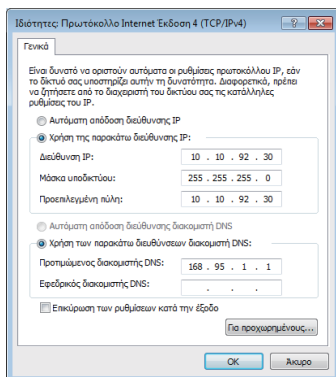 Ιδιότητες: Πρωτόκολλο Internet Έκδοση 4 (TCP/IPv4)
Γενικά
Είναι δυνατό να οριστούν αυτόματα οι ρυθμίσεις πρωτοκόλλου IP, εάν
το δίκτυό σας υποστηρίζει αυτήν τη δυνατότητα. Διαφορετικά, πρέπει
να ζητήσετε από το διαχειριστή του δικτύου σας τις κατάλληλες
ρυθμίσεις του IP.
Αυτόματη απόδοση διεύθυνσης IP
Χρήση της παρακάτω διεύθυνσης IP:
Διεύθυνση IP: 10 . 10 . 92 . 30
Μάσκα υποδικτύου: 255 . 255 . 255 . 0
Προεπιλεγμένη πύλη: 10 . 10 . 92 . 30
Αυτόματη απόδοση διεύθυνσης διακομιστή DNS
Χρήση των παρακάτω διευθύνσεων διακομιστή DNS:
Προτιμώμενος διακομιστής DNS: 168 . 95 . 1 . 1
Εφεδρικός διακομιστής DNS: . . .
Επικύρωση των ρυθμίσεων κατά την έξοδο
Για προχωρημένους...
OK Άκυρο